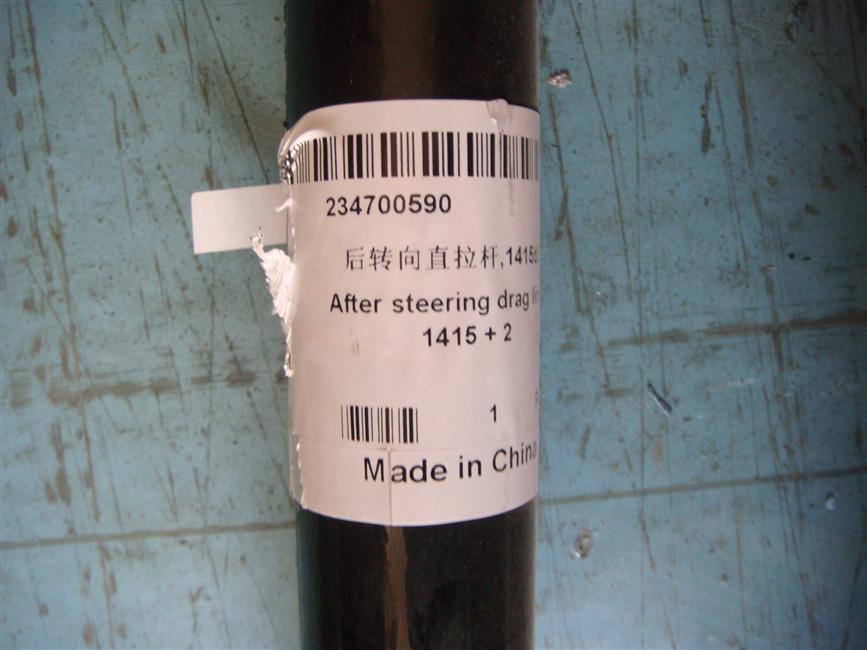 234700590
后转向直拉杆,1415±
After steering drag
1415 + 2
1
Made in China